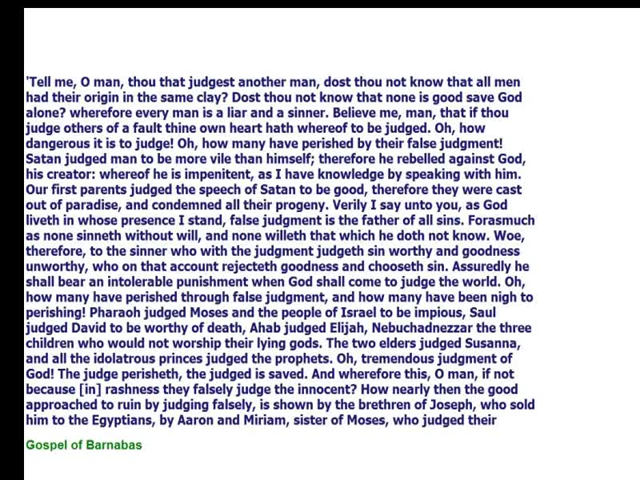 'Tell me, O man, thou that judgest another man, dost thou not know that all men
had their origin in the same clay? Dost thou not know that none is good save God
alone? wherefore every man is a liar and a sinner. Believe me, man, that if thou
judge others of a fault thine own heart hath whereof to be judged. Oh, how
dangerous it is to judge! Oh, how many have perished by their false judgment!
Satan judged man to be more vile than himself; therefore he rebelled against God,
his creator: whereof he is impenitent, as I have knowledge by speaking with him.
Our first parents judged the speech of Satan to be good, therefore they were cast
out of paradise, and condemned all their progeny. Verily I say unto you, as God
liveth in whose presence I stand, false judgment is the father of all sins. Forasmuch
as none sinneth without will, and none willeth that which he doth not know. Woe,
therefore, to the sinner who with the judgment judgeth sin worthy and goodness
unworthy, who on that account rejecteth goodness and chooseth sin. Assuredly he
shall bear an intolerable punishment when God shall come to judge the world. Oh,
how many have perished through false judgment, and how many have been nigh to
perishing! Pharaoh judged Moses and the people of Israel to be impious, Saul
judged David to be worthy of death, Ahab judged Elijah, Nebuchadnezzar the three
children who would not worship their lying gods. The two elders judged Susanna,
and all the idolatrous princes judged the prophets. Oh, tremendous judgment of
God! The judge perisheth, the judged is saved. And wherefore this, O man, if not
because [in] rashness they falsely judge the innocent? How nearly then the good
approached to ruin by judging falsely, is shown by the brethren of Joseph, who sold
him to the Egyptians, by Aaron and Miriam, sister of Moses, who judged their
Gospel of Barnabas